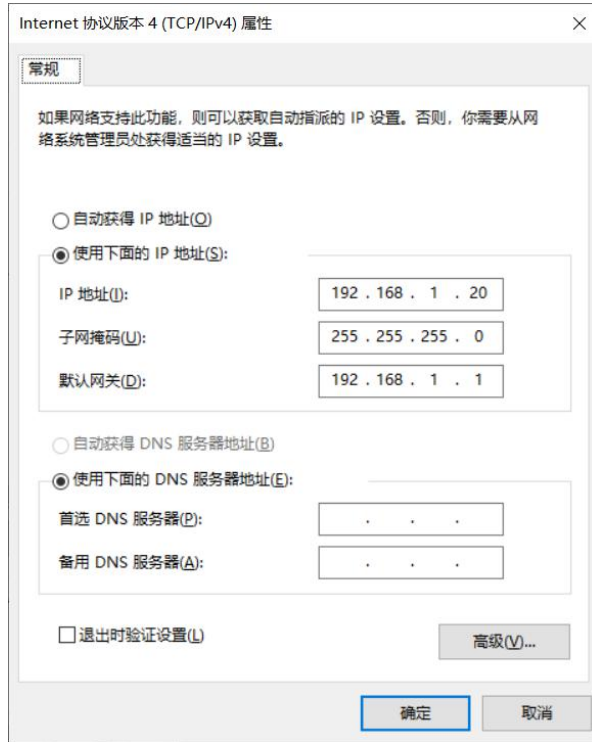 Internet 协议版本 4 (TCP/IPv4) 属性
常规
如果网络支持此功能，则可以获取自动指派的 IP 设置。否则，你需要从网
络系统管理员处获得适当的 IP 设置。
自动获得 IP 地址(O)
使用下面的 IP 地址(S):
IP 地址(I): 192 . 168 . 1 . 20
子网掩码(U): 255 . 255 . 255 . 0
默认网关(D): 192 . 168 . 1 . 1
自动获得 DNS 服务器地址(B)
使用下面的 DNS 服务器地址(E):
首选 DNS 服务器(P): . . .
备用 DNS 服务器(A): . . .
退出时验证设置(L)
高级(V)...
确定 取消